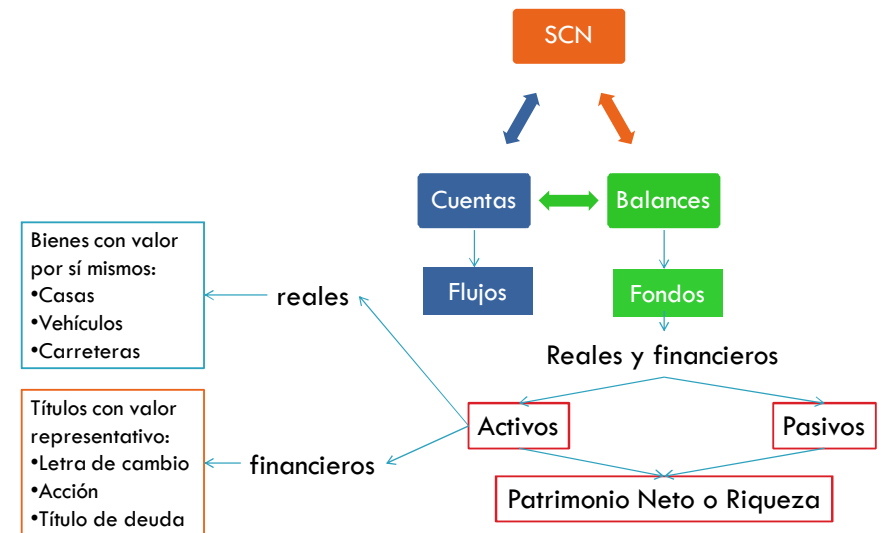 SCN
Cuentas
Balances
Flujos
Fondos
Reales y financieros
Activos
Pasivos
Patrimonio Neto o Riqueza
reales
Bienes con valor
por sí mismos:
•Casas
•Vehículos
•Carreteras
financieros
Títulos con valor
representativo:
•Letra de cambio
•Acción
•Título de deuda